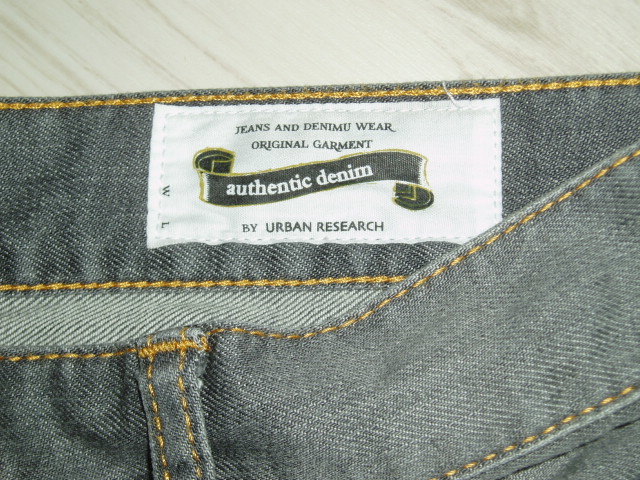 JEANS AND DENIMU WEAR
ORIGINAL GARMENT
authentic denim
W L
BY URBAN RESEARCH